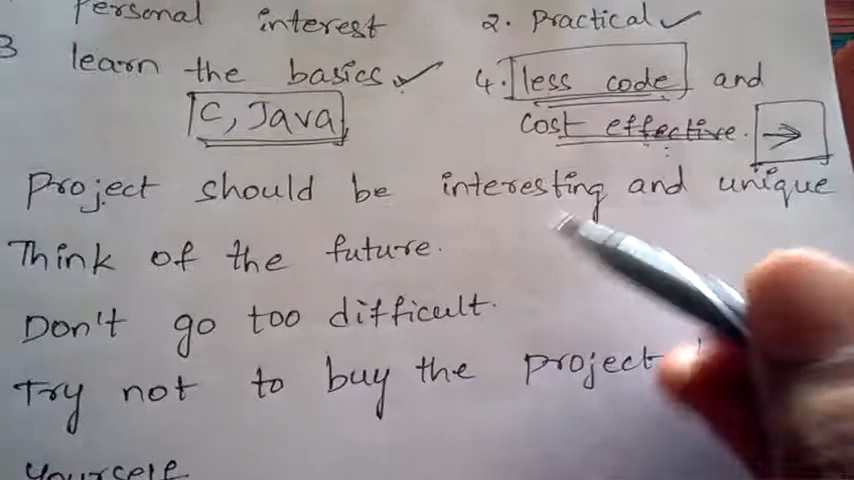 Personal interest 2. Practical ✓
3 learn the basics ✓ 4. less code and
C, Java cost effective. →
Project should be interesting and unique
Think of the future.
Don't go too difficult.
Try not to buy the project
yourself